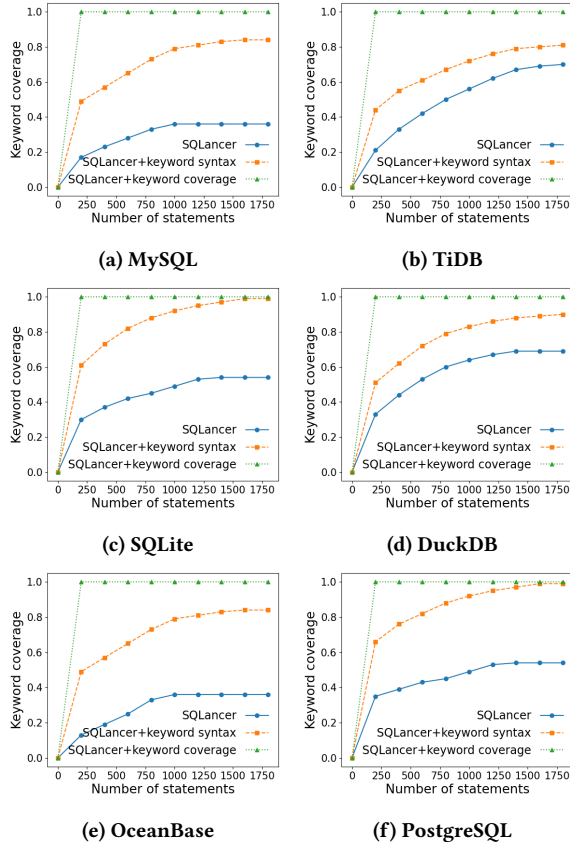 1.0
0.8
0.6
0.4
0.2
0.0
Keyword coverage
SQLancer
SQLancer+keyword syntax
SQLancer+keyword coverage
0 250 500 750 1000 1250 1500 1750
Number of statements
(a) MySQL
1.0
0.8
0.6
0.4
0.2
0.0
Keyword coverage
SQLancer
SQLancer+keyword syntax
SQLancer+keyword coverage
0 250 500 750 1000 1250 1500 1750
Number of statements
(b) TiDB
1.0
0.8
0.6
0.4
0.2
0.0
Keyword coverage
SQLancer
SQLancer+keyword syntax
SQLancer+keyword coverage
0 250 500 750 1000 1250 1500 1750
Number of statements
(c) SQLite
1.0
0.8
0.6
0.4
0.2
0.0
Keyword coverage
SQLancer
SQLancer+keyword syntax
SQLancer+keyword coverage
0 250 500 750 1000 1250 1500 1750
Number of statements
(d) DuckDB
1.0
0.8
0.6
0.4
0.2
0.0
Keyword coverage
SQLancer
SQLancer+keyword syntax
SQLancer+keyword coverage
0 250 500 750 1000 1250 1500 1750
Number of statements
(e) OceanBase
1.0
0.8
0.6
0.4
0.2
0.0
Keyword coverage
SQLancer
SQLancer+keyword syntax
SQLancer+keyword coverage
0 250 500 750 1000 1250 1500 1750
Number of statements
(f) PostgreSQL